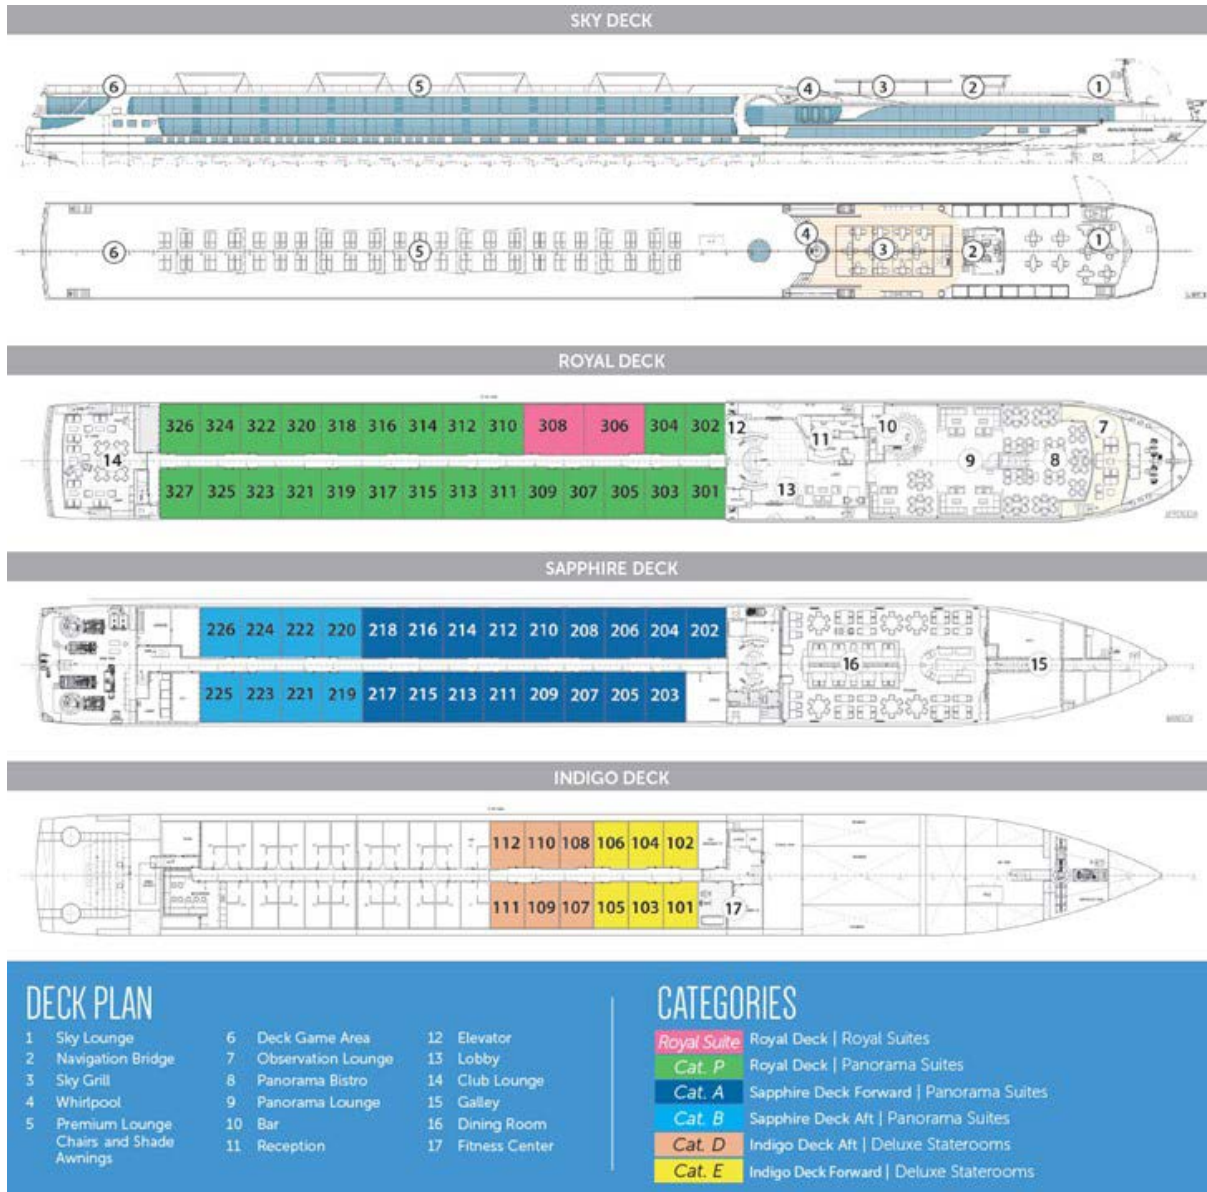 SKY DECK
6
5
4
3
2
1
6
5
4
3
2
1
ROYAL DECK
326 324 322 320 318 316 314 312 310 308 306 304 302
12
11
10
7
14
9
8
13
327 325 323 321 319 317 315 313 311 309 307 305 303 301
SAPPHIRE DECK
226 224 222 220 218 216 214 212 210 208 206 204 202
16
15
225 223 221 219 217 215 213 211 209 207 205 203
INDIGO DECK
112 110 108 106 104 102
111 109 107 105 103 101
17
DECK PLAN
1 Sky Lounge
2 Navigation Bridge
3 Sky Grill
4 Whirlpool
5 Premium Lounge
Chairs and Shade
Awnings
6 Deck Game Area
7 Observation Lounge
8 Panorama Bistro
9 Panorama Lounge
10 Bar
11 Reception
12 Elevator
13 Lobby
14 Club Lounge
15 Galley
16 Dining Room
17 Fitness Center
CATEGORIES
Royal Suite Royal Deck | Royal Suites
Cat. P Royal Deck | Panorama Suites
Cat. A Sapphire Deck Forward | Panorama Suites
Cat. B Sapphire Deck Aft | Panorama Suites
Cat. D Indigo Deck Aft | Deluxe Staterooms
Cat. E Indigo Deck Forward | Deluxe Staterooms